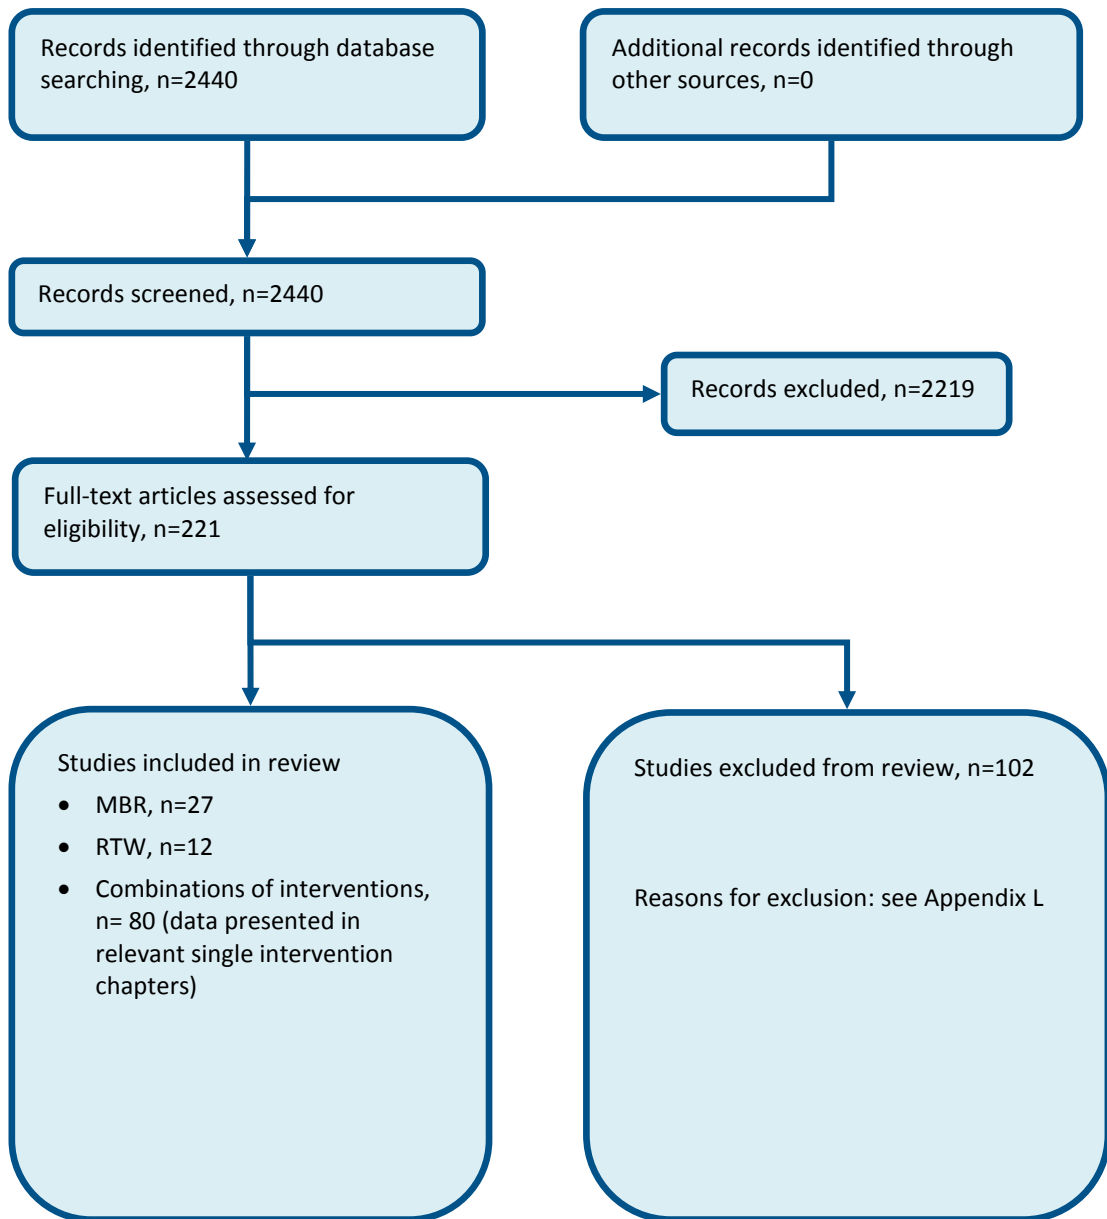 Records identified through database
searching, n=2440
Additional records identified through
other sources, n=0
Records screened, n=2440
Records excluded, n=2219
Full-text articles assessed for
eligibility, n=221
Studies included in review
• MBR, n=27
• RTW, n=12
• Combinations of interventions,
n= 80 (data presented in
relevant single intervention
chapters)
Studies excluded from review, n=102
Reasons for exclusion: see Appendix L